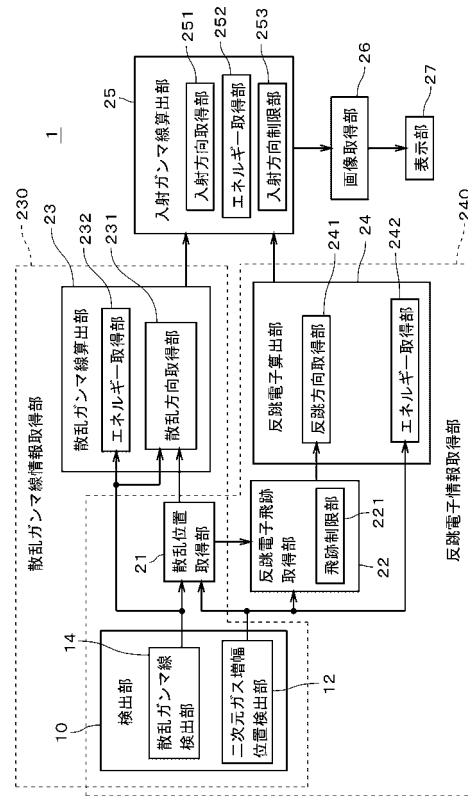 1
230
散乱ガンマ線情報取得部
10
検出部
14
散乱ガンマ線
検出部
二次元ガス増幅
位置検出部
12
21
散乱位置
取得部
反跳電子飛跡
取得部
飛跡制限部
221
22
23
散乱ガンマ線算出部
232
エネルギー取得部
231
散乱方向取得部
反跳電子算出部
24
反跳方向取得部
241
エネルギー取得部
242
25
入射ガンマ線算出部
251
入射方向取得部
252
エネルギー取得部
253
入射方向制限部
26
画像取得部
27
表示部
240
反跳電子情報取得部